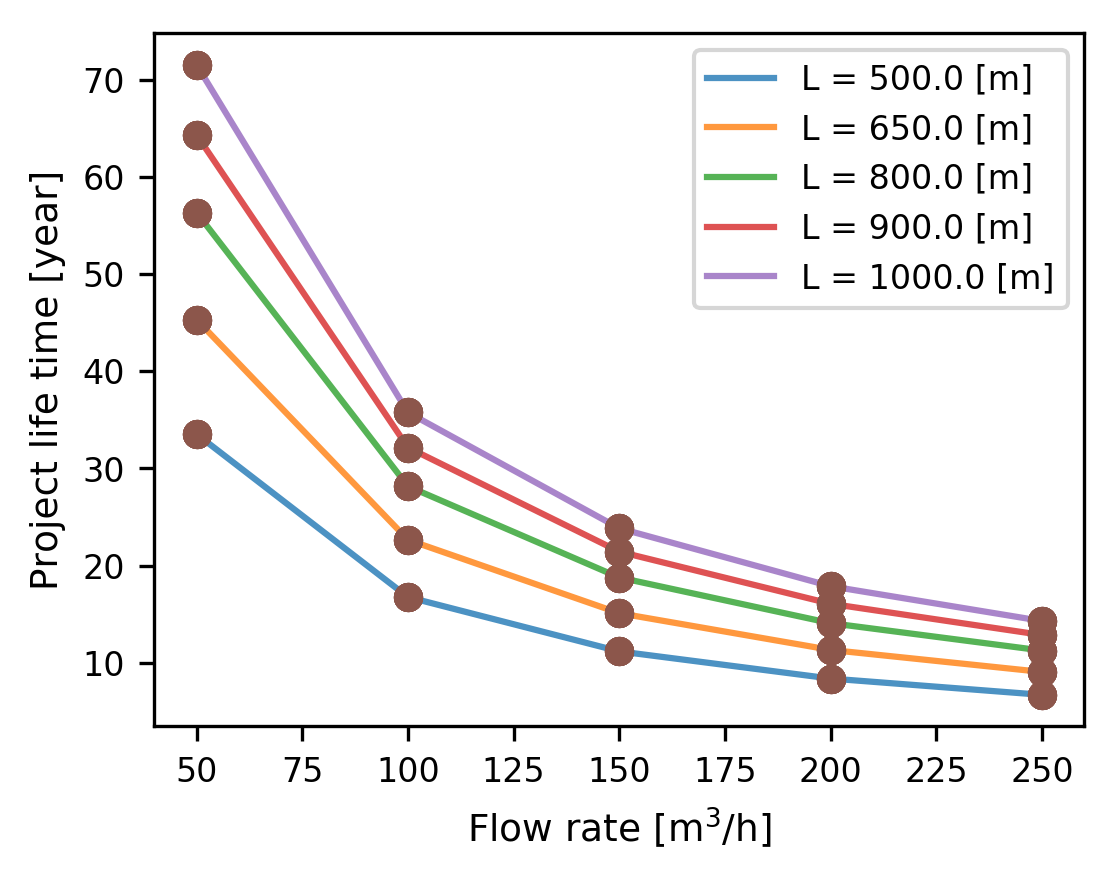 L = 500.0 [m]
L = 650.0 [m]
L = 800.0 [m]
L = 900.0 [m]
L = 1000.0 [m]
Project life time [year]
70
60
50
40
30
20
10
50 75 100 125 150 175 200 225 250
Flow rate [m³/h]